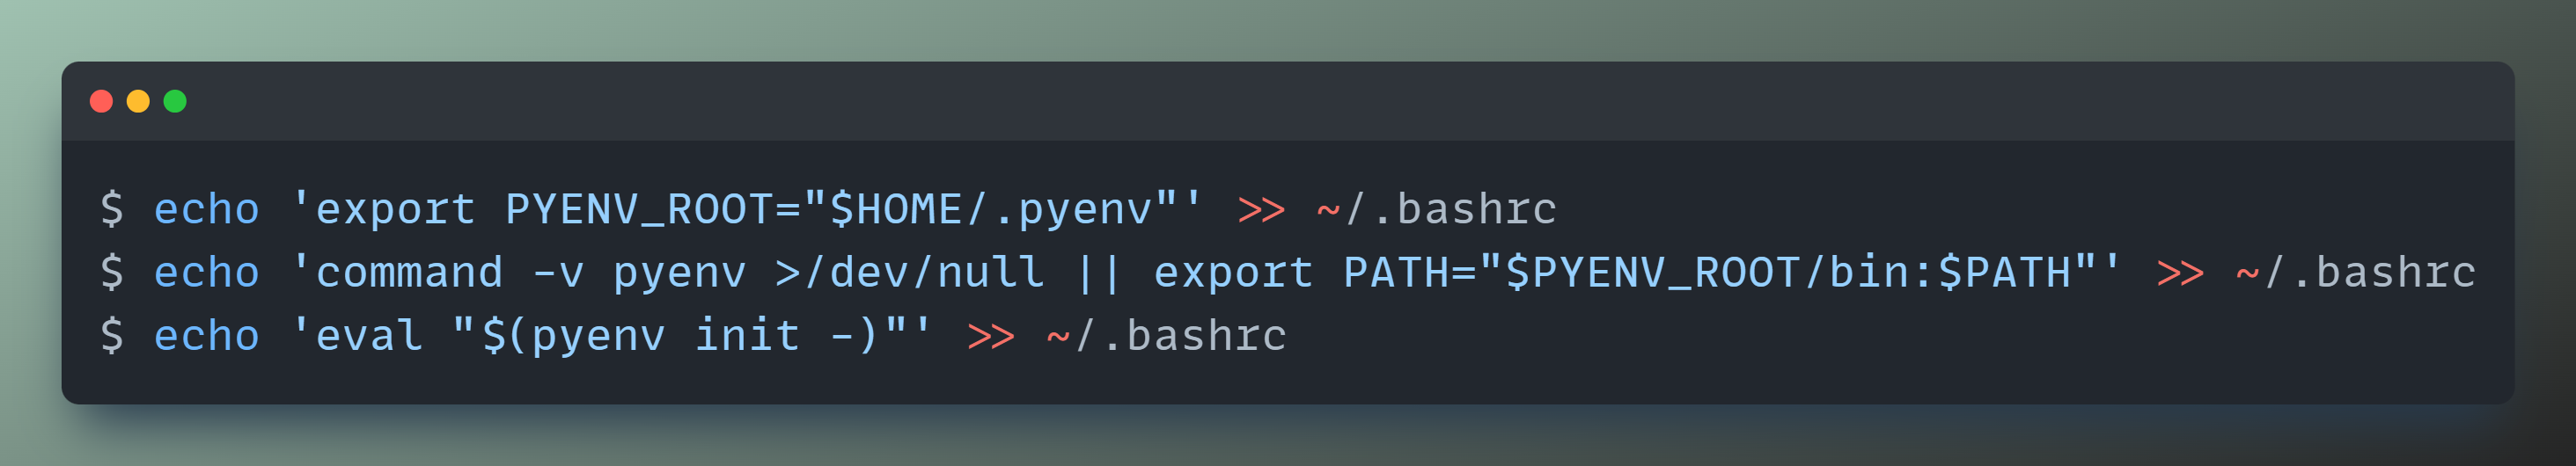 $ echo 'export PYENV_ROOT="$HOME/.pyenv"' >> ~/.bashrc
$ echo 'command -v pyenv >/dev/null || export PATH="$PYENV_ROOT/bin:$PATH"' >> ~/.bashrc
$ echo 'eval "$(pyenv init -)"' >> ~/.bashrc